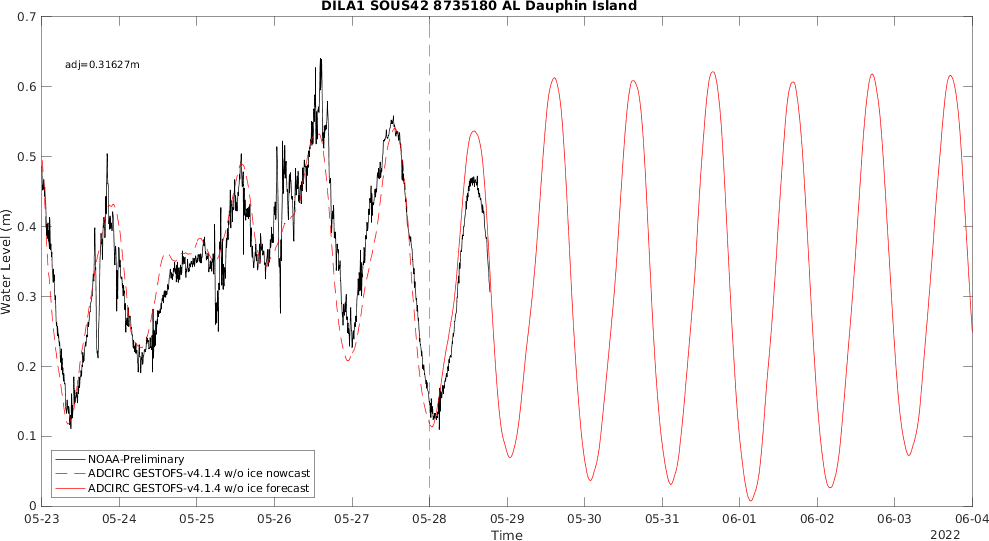 DILA1 SOUS42 8735180 AL Dauphin Island
adj=0.31627m
Water Level (m)
0.7
0.6
0.5
0.4
0.3
0.2
0.1
0
NOAA-Preliminary
ADCIRC GESTOFS-v4.1.4 w/o ice nowcast
ADCIRC GESTOFS-v4.1.4 w/o ice forecast
05-23 05-24 05-25 05-26 05-27 05-28 05-29 05-30 05-31 06-01 06-02 06-03 06-04
Time
2022